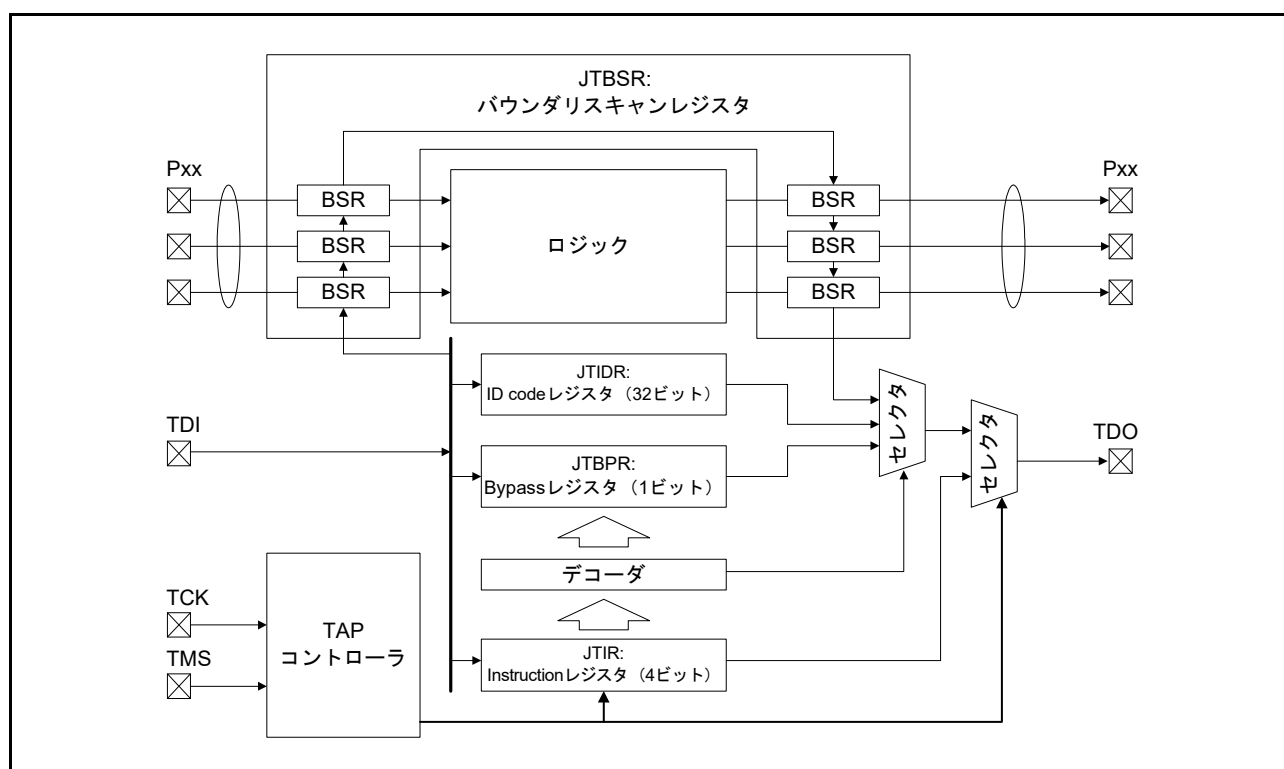 JTBSR:
バウンダリスキャンレジスタ
Pxx
Pxx
BSR
BSR
BSR
BSR
BSR
BSR
ロジック
JTIDR:
ID codeレジスタ（32ビット）
セレクタ
セレクタ
TDI
TDO
JTBPR:
Bypassレジスタ（1ビット）
デコーダ
TCK
TMS
TAP
コントローラ
JTIR:
Instructionレジスタ（4ビット）